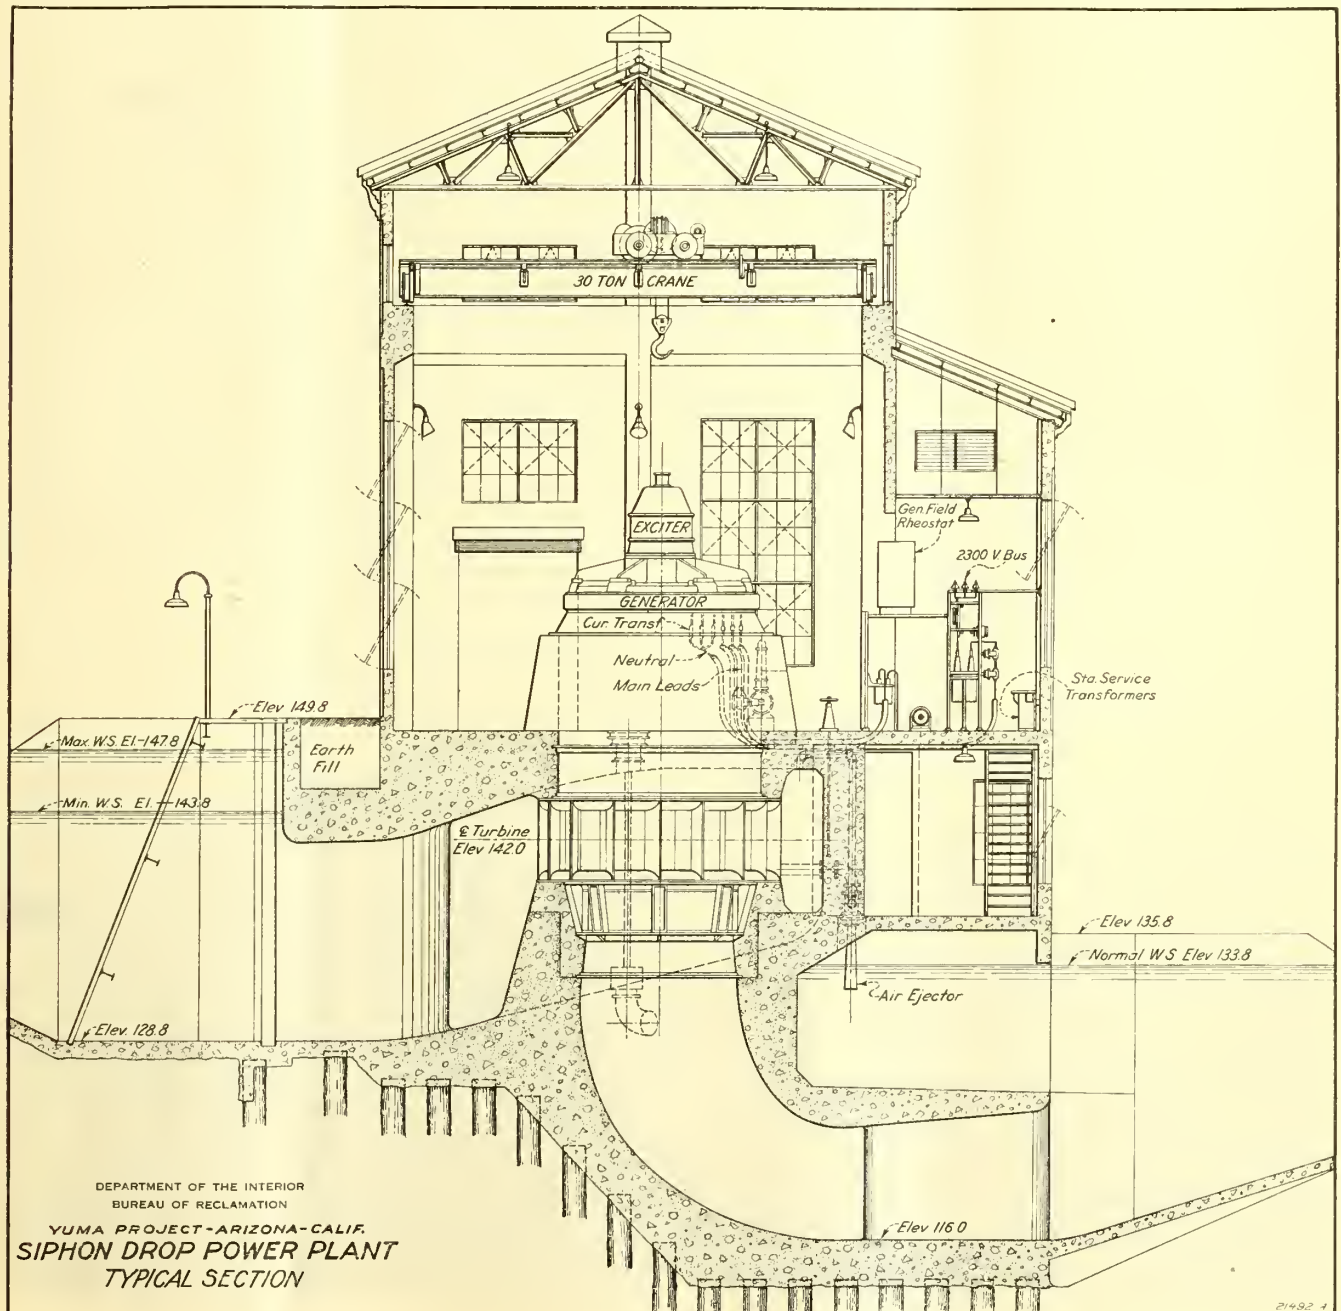 30 TON CRANE
Gen. Field
Rheostat
EXCITER
2300 V. Bus
GENERATOR
Cur. Transf.
Neutral
Main Leads
Sta. Service
Transformers
Elev 149.8
Max. W.S. El.-147.8
Earth
Fill
Min. W.S. El.-143.8
℄ Turbine
Elev 142.0
Elev 135.8
Normal W.S. Elev 133.8
Air Ejector
Elev. 128.8
DEPARTMENT OF THE INTERIOR
BUREAU OF RECLAMATION
YUMA PROJECT-ARIZONA-CALIF.
SIPHON DROP POWER PLANT
TYPICAL SECTION
Elev 116.0